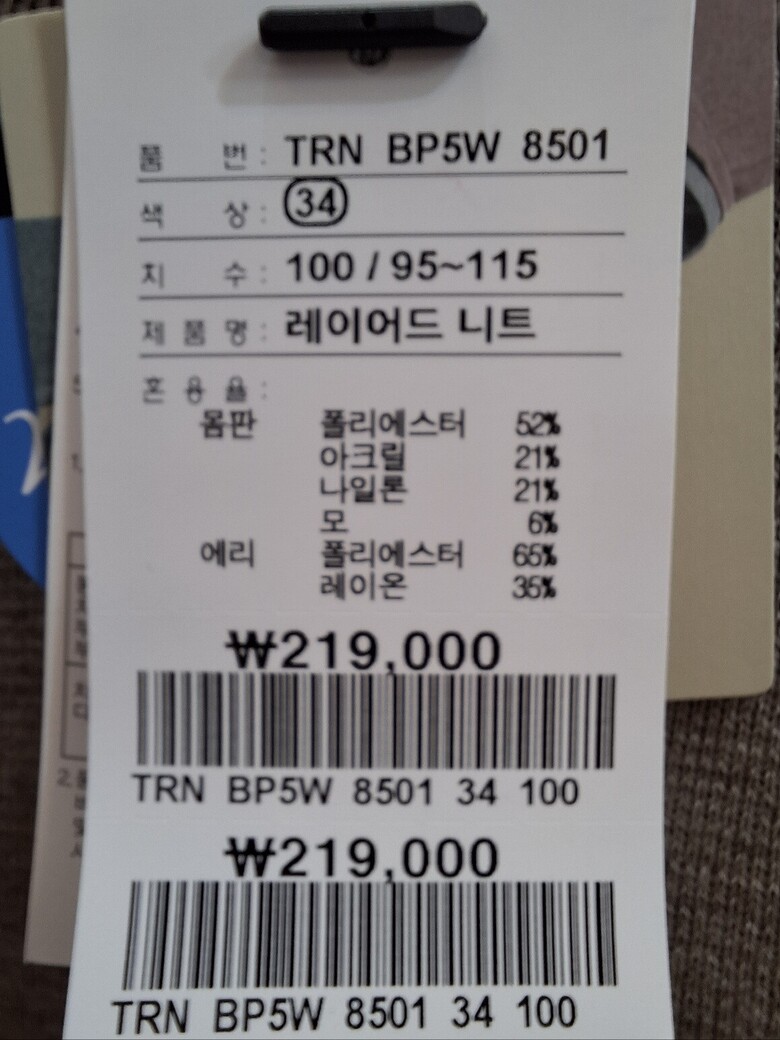 품 번 : TRN BP5W 8501
색 상 : 34
치 수 : 100 / 95~115
제 품 명 : 레이어드 니트
혼 용 율 :
몸판 폴리에스터 52%
아크릴 21%
나일론 21%
모 6%
에리 폴리에스터 65%
레이온 35%
₩219,000
TRN BP5W 8501 34 100
₩219,000
TRN BP5W 8501 34 100